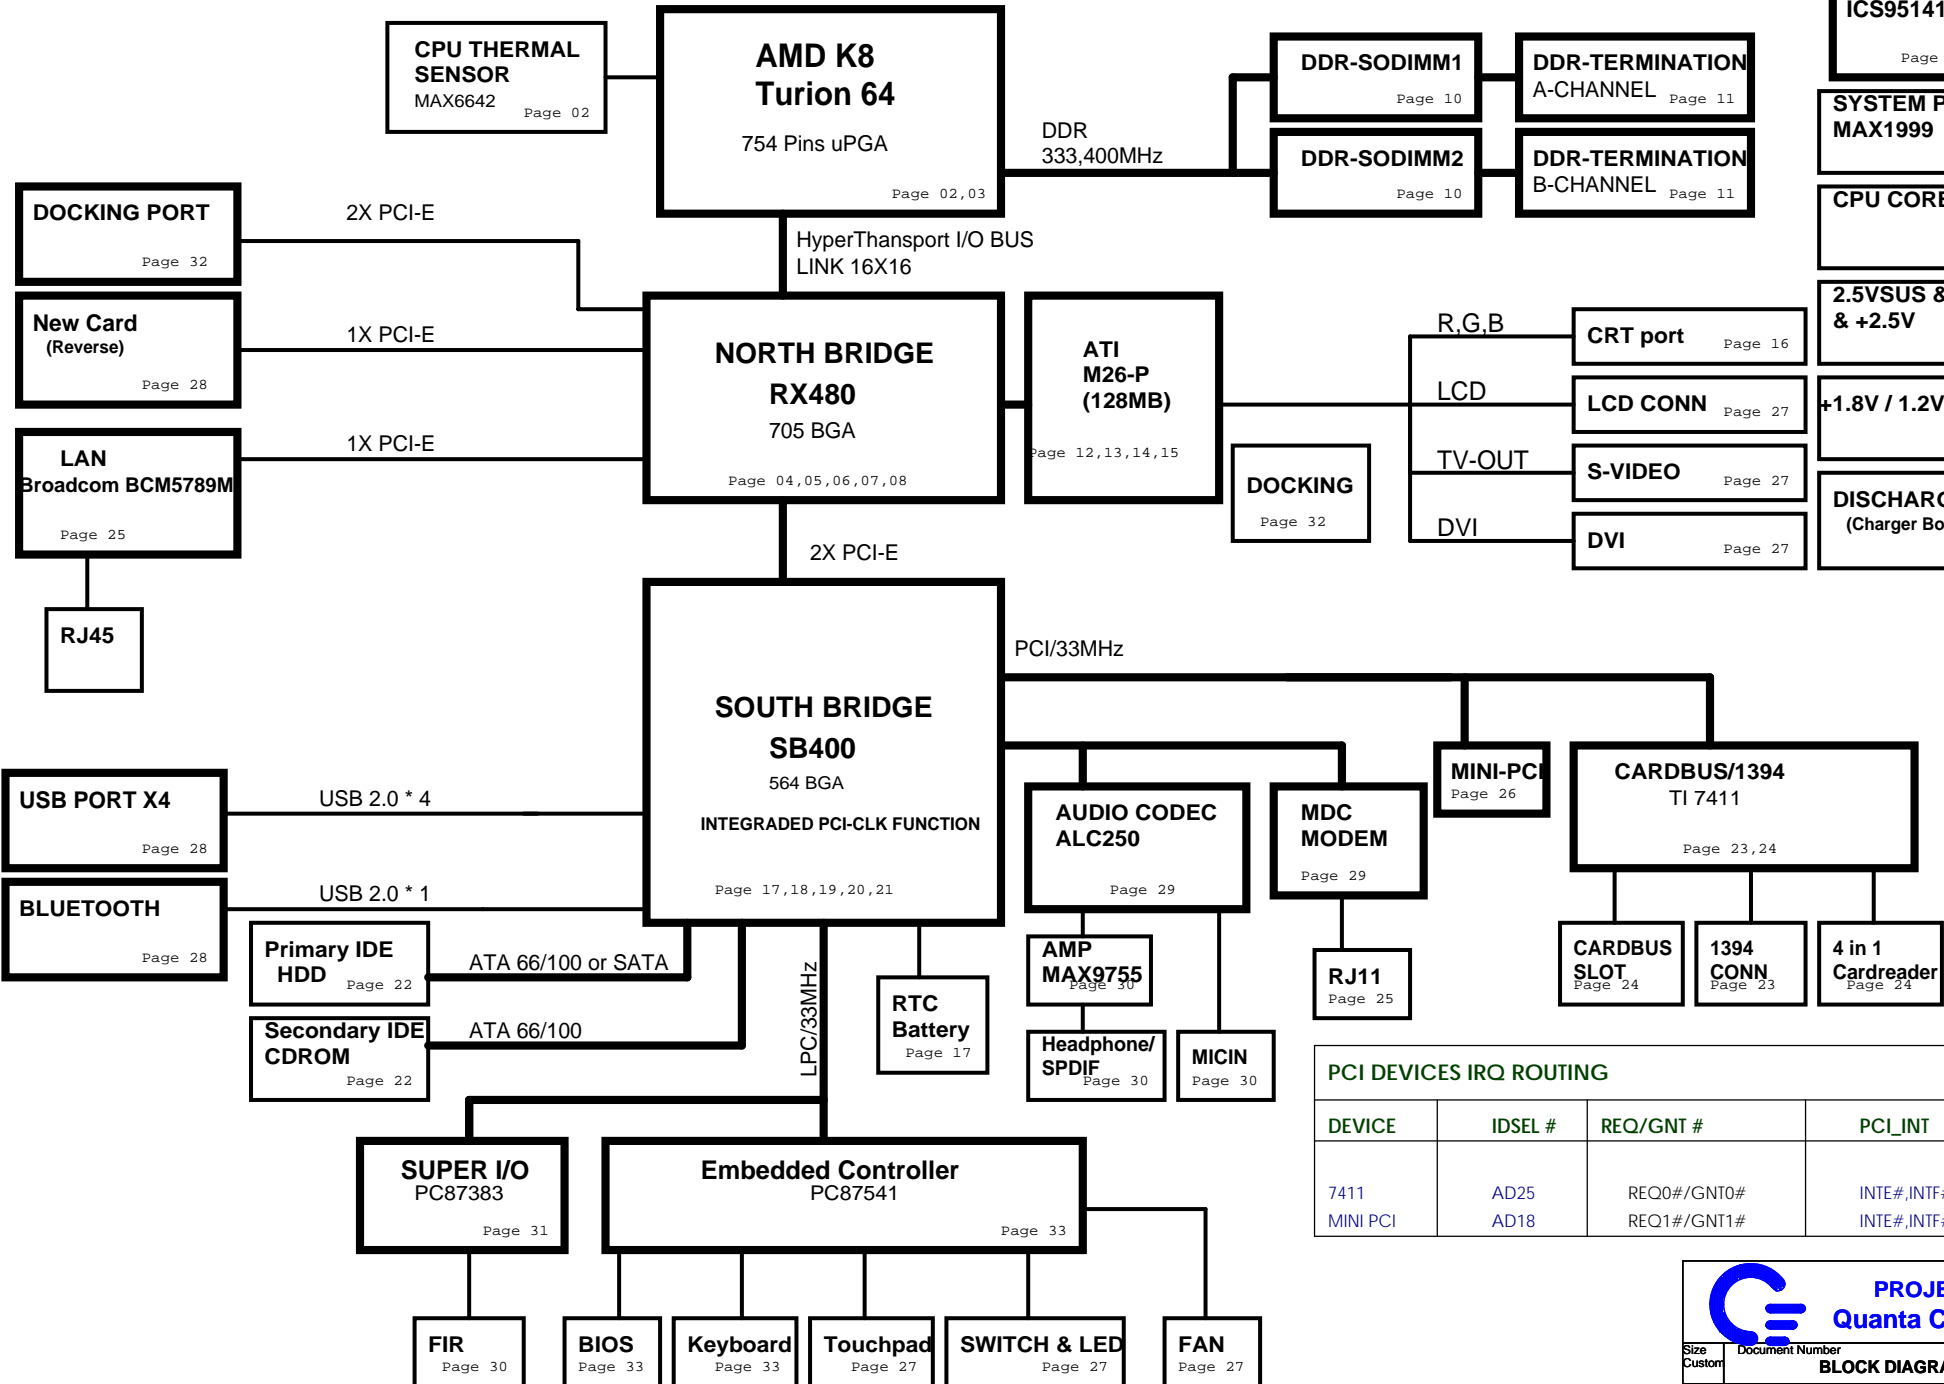 CPU THERMAL
SENSOR
MAX6642
Page 02
AMD K8
Turion 64
754 Pins uPGA
Page 02,03
DDR
333,400MHz
DDR-SODIMM1
Page 10
DDR-TERMINATION
A-CHANNEL
Page 11
DDR-SODIMM2
Page 10
DDR-TERMINATION
B-CHANNEL
Page 11
Page
SYSTEM
MAX1999
CPU
2.5VSUS &
& +2.5V
+1.8V / 1.2V
(Charger
DOCKING PORT
Page 32
2X PCI-E
HyperThansport I/O BUS
LINK 16X16
New Card
(Reverse)
Page 28
1X PCI-E
LAN
Broadcom BCM5789M
Page 25
1X PCI-E
RJ45
NORTH BRIDGE
RX480
705 BGA
Page 04,05,06,07,08
ATI
M26-P
(128MB)
Page 12,13,14,15
DOCKING
Page 32
R,G,B
CRT port
Page 16
LCD
LCD CONN
Page 27
TV-OUT
S-VIDEO
Page 27
DVI
DVI
Page 27
2X PCI-E
SOUTH BRIDGE
SB400
564 BGA
INTEGRADED PCI-CLK FUNCTION
Page 17,18,19,20,21
PCI/33MHz
USB PORT X4
Page 28
USB 2.0 * 4
BLUETOOTH
Page 28
USB 2.0 * 1
Primary IDE
HDD
Page 22
ATA 66/100 or SATA
Secondary IDE
CDROM
Page 22
ATA 66/100
LPC/33MHz
RTC
Battery
Page 17
AUDIO CODEC
ALC250
Page 29
AMP
MAX9755
Page 30
Headphone/
SPDIF
Page 30
MICIN
Page 30
MDC
MODEM
Page 29
RJ11
Page 25
MINI-PCI
Page 26
CARDBUS/1394
TI 7411
Page 23,24
CARDBUS
SLOT
Page 24
1394
CONN
Page 23
4 in 1
Cardreader
Page 24
SUPER I/O
PC87383
Page 31
Embedded Controller
PC87541
Page 33
FIR
Page 30
BIOS
Page 33
Keyboard
Page 33
Touchpad
Page 27
SWITCH & LED
Page 27
FAN
Page 27
PCI DEVICES IRQ ROUTING
DEVICE IDSEL # REQ/GNT # PCI_INT
7411 AD25 REQ0#/GNT0# INTE#,INTF#
MINI PCI AD18 REQ1#/GNT1# INTE#,INTF#
Quanta
Size
Custom
Document Number
BLOCK